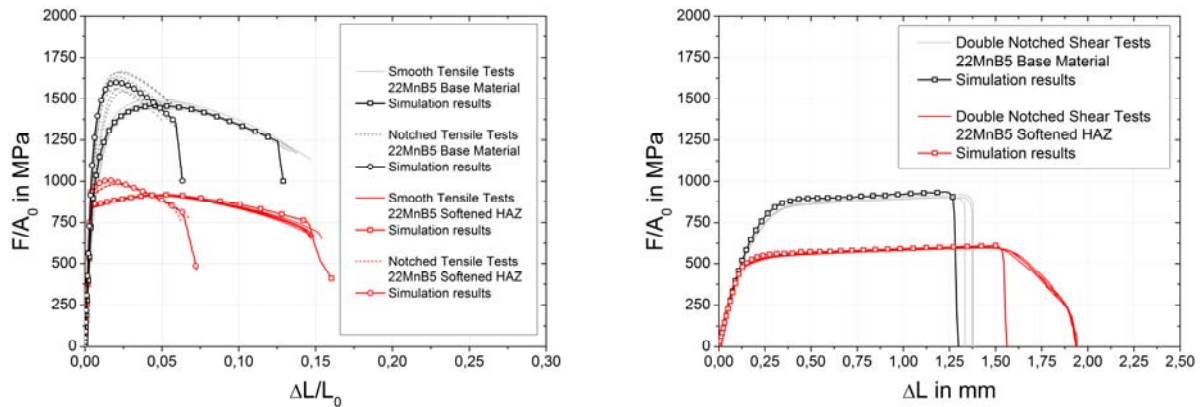 2000
1750
1500
1250
1000
750
500
250
0
F/A0 in MPa
0,00 0,05 0,10 0,15 0,20 0,25 0,30
ΔL/L0
Smooth Tensile Tests
22MnB5 Base Material
Simulation results
Notched Tensile Tests
22MnB5 Base Material
Simulation results
Smooth Tensile Tests
22MnB5 Softened HAZ
Simulation results
Notched Tensile Tests
22MnB5 Softened HAZ
Simulation results
2000
1750
1500
1250
1000
750
500
250
0
F/A0 in MPa
0,00 0,25 0,50 0,75 1,00 1,25 1,50 1,75 2,00 2,25 2,50
ΔL in mm
Double Notched Shear Tests
22MnB5 Base Material
Simulation results
Double Notched Shear Tests
22MnB5 Softened HAZ
Simulation results